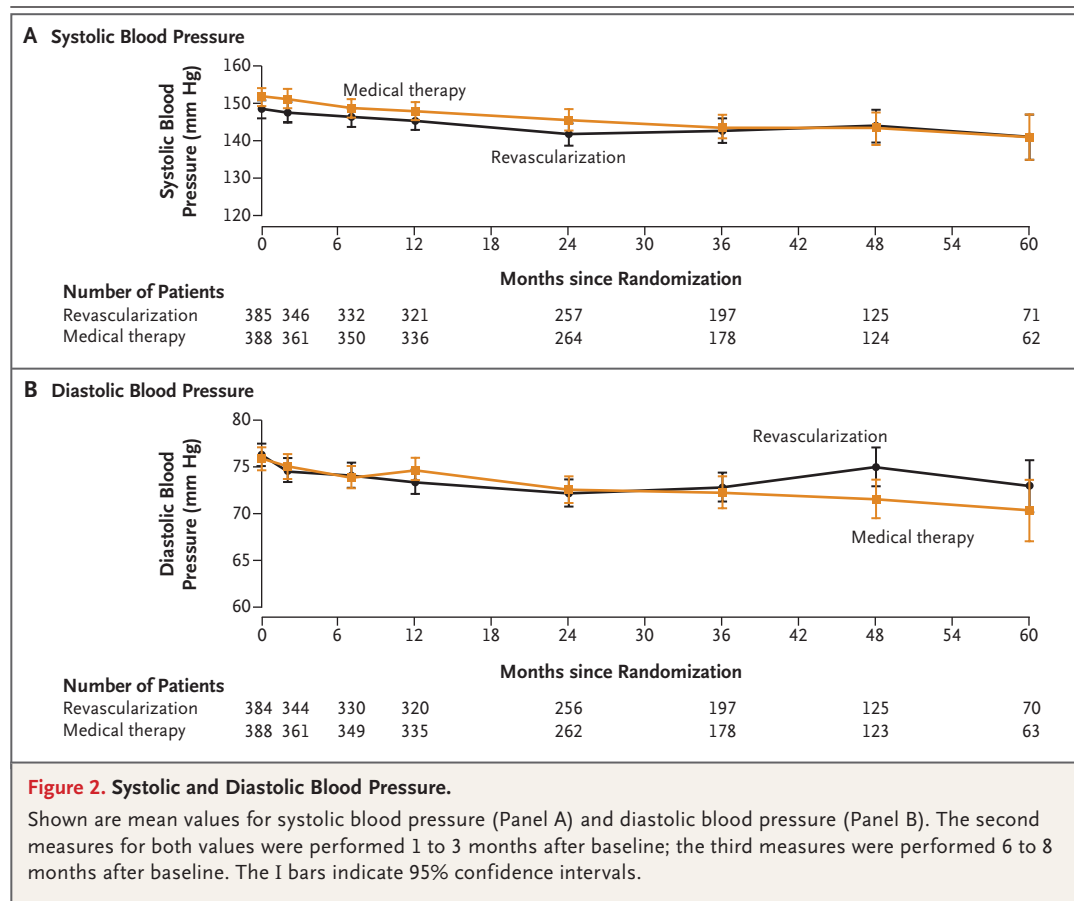 A Systolic Blood Pressure
Systolic Blood
Pressure (mm Hg)
160
150
140
130
120
Medical therapy
Revascularization
0 6 12 18 24 30 36 42 48 54 60
Months since Randomization
Number of Patients
Revascularization 385 346 332 321 257 197 125 71
Medical therapy 388 361 350 336 264 178 124 62
B Diastolic Blood Pressure
Diastolic Blood
Pressure (mm Hg)
80
75
70
65
60
Revascularization
Medical therapy
0 6 12 18 24 30 36 42 48 54 60
Months since Randomization
Number of Patients
Revascularization 384 344 330 320 256 197 125 70
Medical therapy 388 361 349 335 262 178 123 63
Figure 2. Systolic and Diastolic Blood Pressure.
Shown are mean values for systolic blood pressure (Panel A) and diastolic blood pressure (Panel B). The second
measures for both values were performed 1 to 3 months after baseline; the third measures were performed 6 to 8
months after baseline. The I bars indicate 95% confidence intervals.